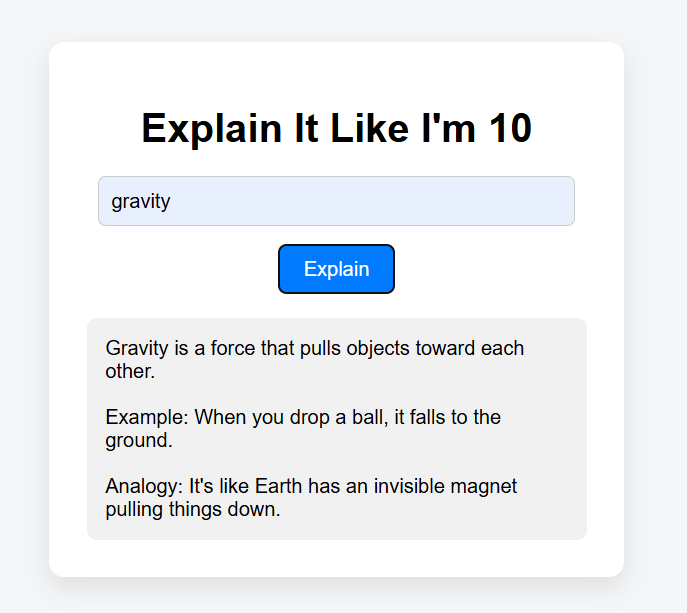 Explain It Like I'm 10
gravity
Explain
Gravity is a force that pulls objects toward each
other.
Example: When you drop a ball, it falls to the
ground.
Analogy: It's like Earth has an invisible magnet
pulling things down.